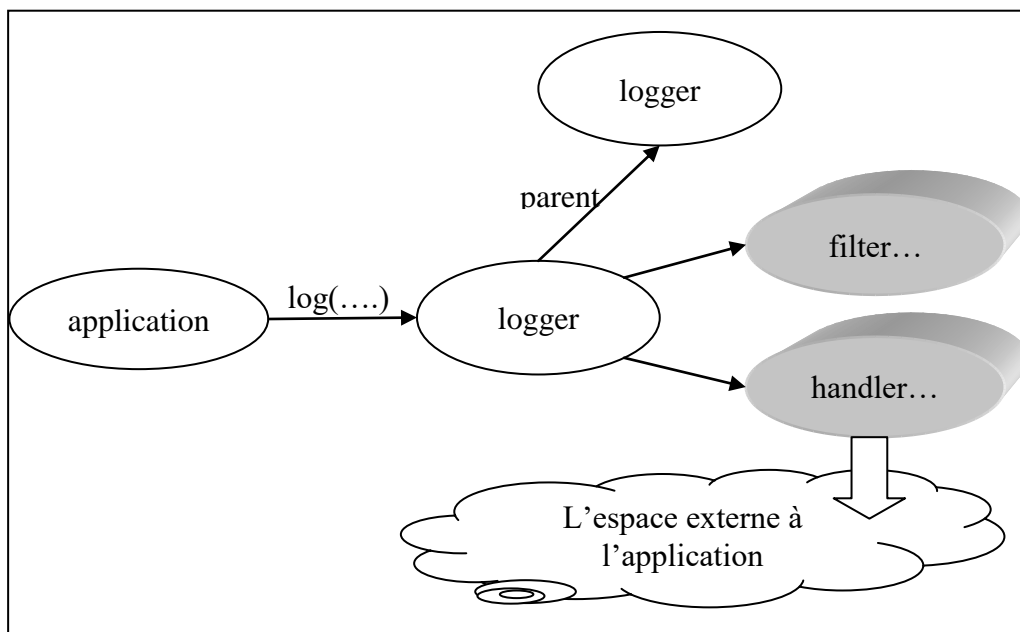 logger
parent
filter…
log(….)
application
logger
handler…
L’espace externe à
l’application